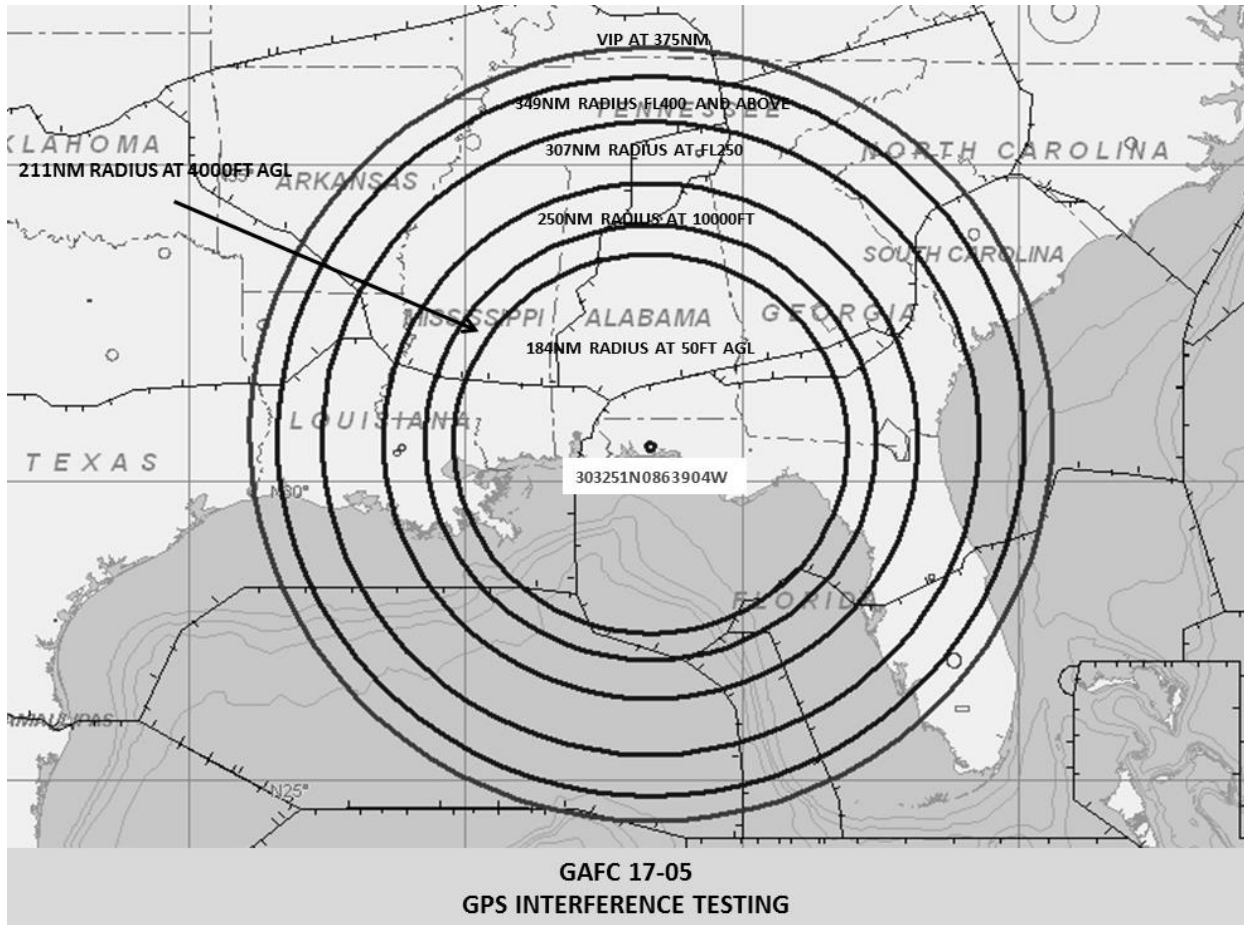 VIP AT 375NM
349NM RADIUS FL400 AND ABOVE
TENNESSEE
KLAHOMA
307NM RADIUS AT FL250
NORTH CAROLINA
211NM RADIUS AT 4000FT AGL
ARKANSAS
250NM RADIUS AT 10000FT
SOUTH CAROLINA
MISSISSIPPI
ALABAMA
GEORGIA
184NM RADIUS AT 50FT AGL
LOUISIANA
TEXAS
303251N0863904W
N30°
FLORIDA
AMAULIPAS
N25°
GAFC 17-05
GPS INTERFERENCE TESTING